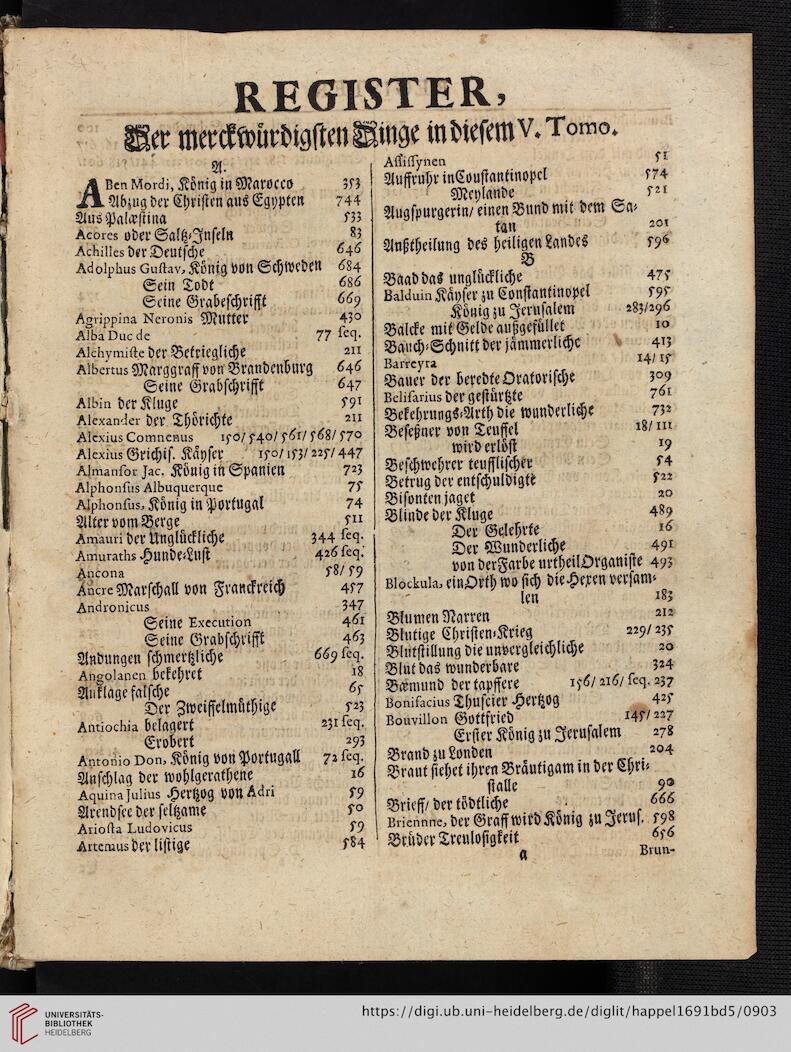 REGISTER,
Der merckwürdigsten Dinge in diesem V. Tomo.
A.
ABen Mordi, König in Marocco 353
Abzug der Christen aus Egypten 744
Aus Palæstina 533
Acores oder Saltz-Inseln 83
Achilles der Deutsche 646
Adolphus Gustav, König von Schweden 684
Sein Todt 686
Seine Grabeschrifft 669
Agrippina Neronis Mutter 430
Alba Duc de 77 seq.
Alchymiste der Betriegliche 211
Albertus Marggraff von Brandenburg 646
Seine Grabschrifft 647
Albin der Kluge 591
Alexander der Thörichte 211
Alexius Comnenus 150/540/561/568/570
Alexius Grichis. Käyser 150/153/225/447
Almansor Jac. König in Spanien 723
Alphonsus Albuquerque 75
Alphonsus, König in Portugal 74
Alter vom Berge 511
Amauri der Unglückliche 344 seq.
Amuraths Hunde-Lust 426 seq.
Ancona 58/59
Ancre Marschall von Franckreich 457
Andronicus 347
Seine Execution 461
Seine Grabschrifft 463
Andungen schmertzliche 669 seq.
Angolanen bekehret 18
Anklage falsche 65
Der Zweiffelmüthige 523
Antiochia belagert 231 seq.
Erobert 293
Antonio Don, König von Portugall 72 seq.
Anschlag der wohlgerathene 16
Aquina Julius Hertzog von Adri 59
Arendsee der seltzame 50
Ariosta Ludovicus 59
Artemus der listige 584
Assissynen 51
Auffruhr in Coustantinopel 574
Meylande 521
Augspurgerin/ einen Bund mit dem Sa-
tan 201
Außtheilung des heiligen Landes 596
B
Baad das unglückliche 475
Balduin Käyser zu Constantinopel 595
König zu Jerusalem 283/296
Balcke mit Gelde außgefüllet 10
Bauch-Schnitt der jämmerliche 413
Barreyra 14/15
Bauer der beredte Oratorische 309
Belisarius der gestürtzte 761
Bekehrungs-Arth die wunderliche 732
Beseßner von Teuffel 18/111
wird erlöst 19
Beschwehrer teufflischer 54
Betrug der entschuldigte 522
Bisonten jaget 20
Blinde der Kluge 489
Der Gelehrte 16
Der Wunderliche 491
von der Farbe urtheil Organiste 493
Blockula, ein Orth wo sich die Hexen versam-
len 183
Blumen Narren 212
Blutige Christen-Krieg 229/235
Blutstillung die unvergleichliche 20
Blut das wunderbare 324
Bœmund der tapffere 156/216/seq. 237
Bonifacius Thuscier Hertzog 425
Bouvillon Gottfried 145/227
Erster König zu Jerusalem 278
Brand zu Londen 204
Braut siehet ihren Bräutigam in der Chri-
stalle 90
Brieff/ der tödtliche 666
Briennne, der Graff wird König zu Jerus. 598
Brüder Treulosigkeit 656
a Brun-
UNIVERSITÄTS-
BIBLIOTHEK
HEIDELBERG
https://digi.ub.uni-heidelberg.de/diglit/happel1691bd5/0903